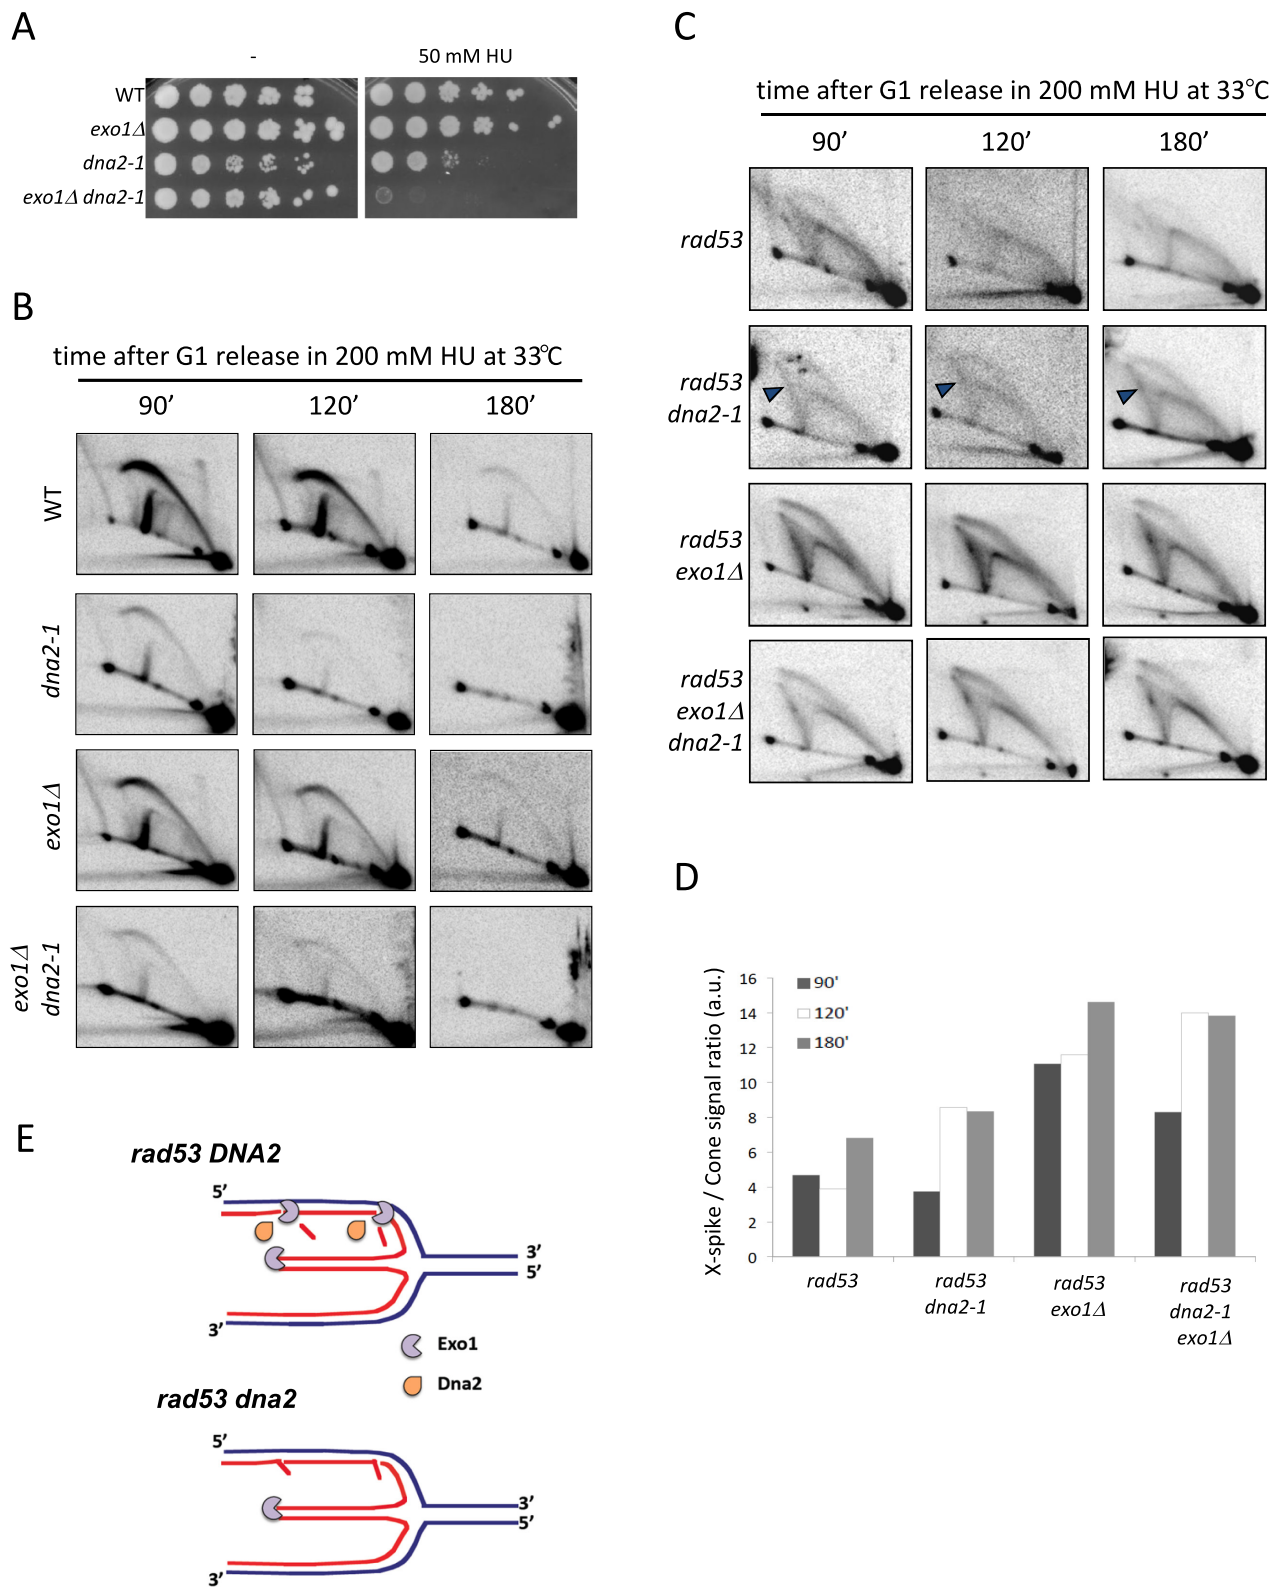 A
-
50 mM HU
WT
exo1Δ
dna2-1
exo1Δ dna2-1
B
time after G1 release in 200 mM HU at 33°C
90’
120’
180’
WT
dna2-1
exo1Δ
exo1Δ
dna2-1
C
time after G1 release in 200 mM HU at 33°C
90’
120’
180’
rad53
rad53
dna2-1
rad53
exo1Δ
rad53
exo1Δ
dna2-1
D
X-spike / Cone signal ratio (a.u.)
16
14
12
10
8
6
4
2
0
90'
120'
180'
rad53
rad53
dna2-1
rad53
exo1Δ
rad53
dna2-1
exo1Δ
E
rad53 DNA2
5’
3’
5’
3’
Exo1
Dna2
rad53 dna2
5’
3’
5’
3’